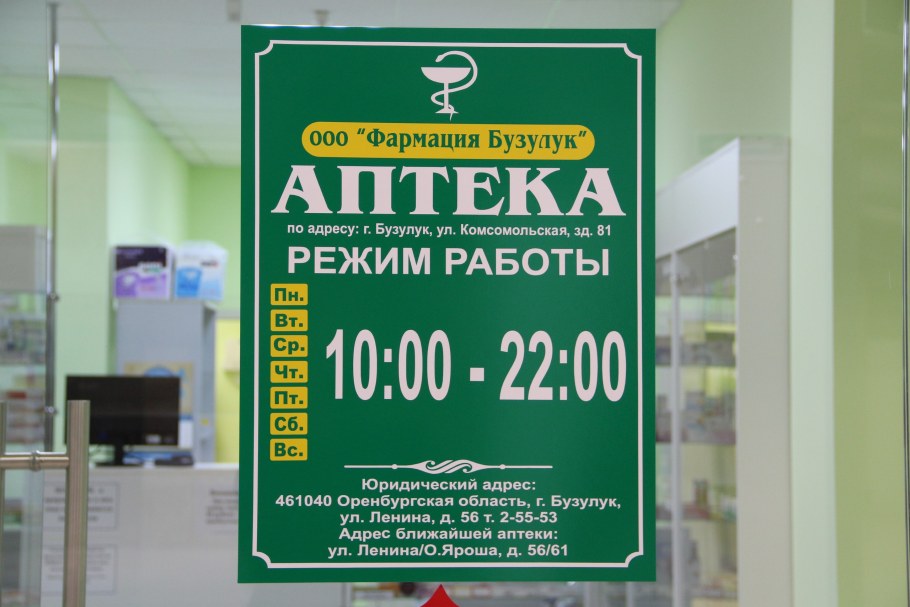 ООО "Фармация Бузулук"
АПТЕКА
по адресу: г. Бузулук, ул. Комсомольская, зд. 81
РЕЖИМ РАБОТЫ
Пн.
Вт.
Ср.
Чт.
Пт.
Сб.
Вс.
10:00 - 22:00
Юридический адрес:
461040 Оренбургская область, г. Бузулук,
ул. Ленина, д. 56 т. 2-55-53
Адрес ближайшей аптеки:
ул. Ленина/О.Яроша, д. 56/61